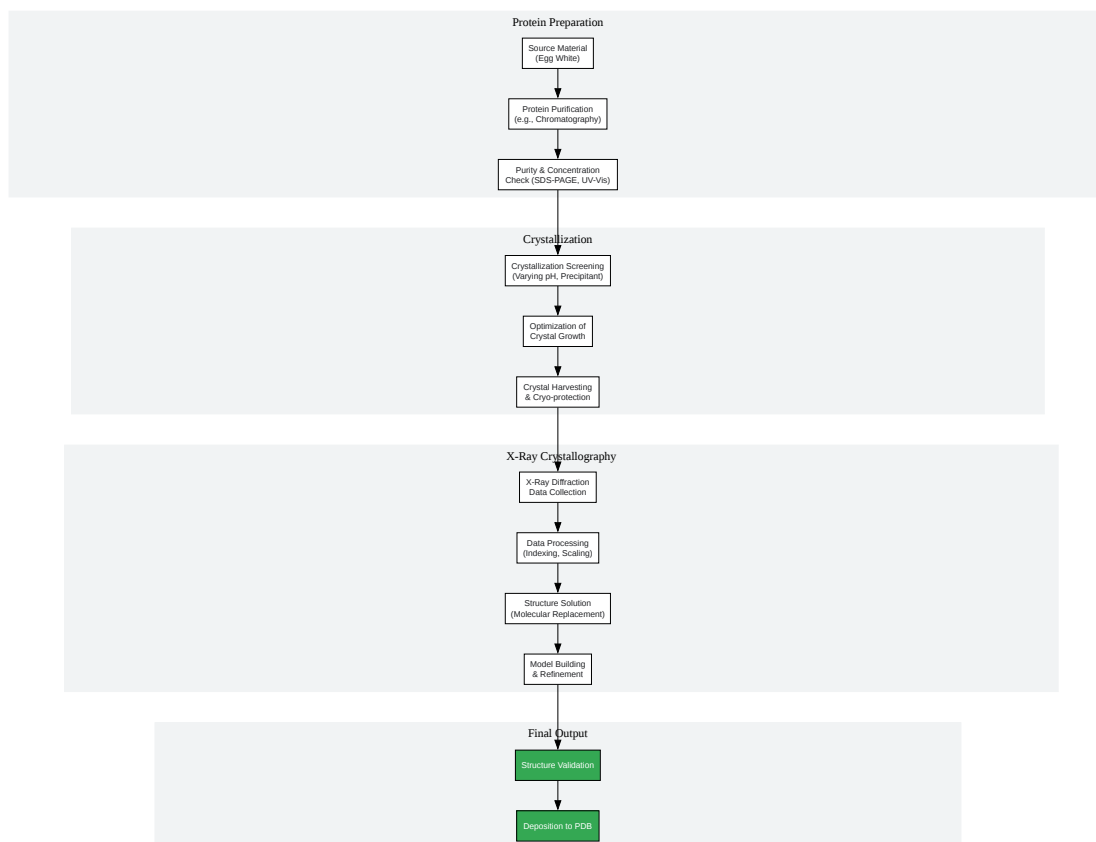 Protein Preparation
Source Material
(Egg White)
Protein Purification
(e.g., Chromatography)
Purity & Concentration
Check (SDS-PAGE, UV-Vis)
Crystallization
Crystallization Screening
(Varying pH, Precipitant)
Optimization of
Crystal Growth
Crystal Harvesting
& Cryo-protection
X-Ray Crystallography
X-Ray Diffraction
Data Collection
Data Processing
(Indexing, Scaling)
Structure Solution
(Molecular Replacement)
Model Building
& Refinement
Final Output
Structure Validation
Deposition to PDB